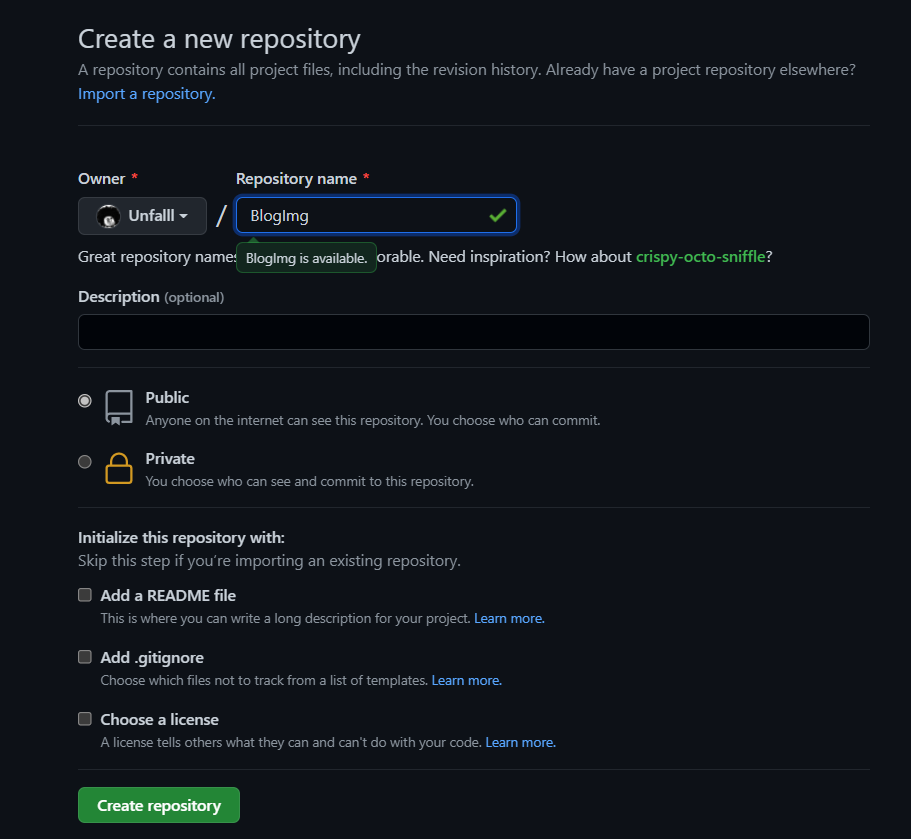 Create a new repository
A repository contains all project files, including the revision history. Already have a project repository elsewhere?
Import a repository.
Owner *
Repository name *
Unfalll
/
BlogImg
Great repository names orable. Need inspiration? How about crispy-octo-sniffle?
BlogImg is available.
Description (optional)
Public
Anyone on the internet can see this repository. You choose who can commit.
Private
You choose who can see and commit to this repository.
Initialize this repository with:
Skip this step if you’re importing an existing repository.
Add a README file
This is where you can write a long description for your project. Learn more.
Add .gitignore
Choose which files not to track from a list of templates. Learn more.
Choose a license
A license tells others what they can and can't do with your code. Learn more.
Create repository